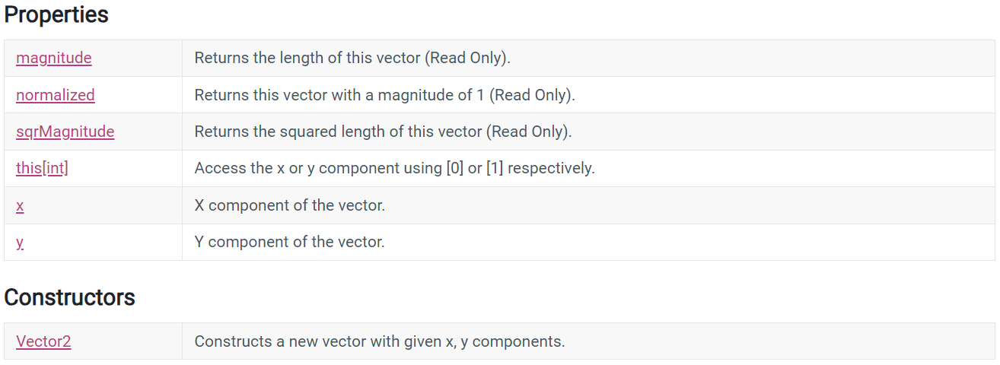 Properties
magnitude Returns the length of this vector (Read Only).
normalized Returns this vector with a magnitude of 1 (Read Only).
sqrMagnitude Returns the squared length of this vector (Read Only).
this[int] Access the x or y component using [0] or [1] respectively.
x X component of the vector.
y Y component of the vector.
Constructors
Vector2 Constructs a new vector with given x, y components.